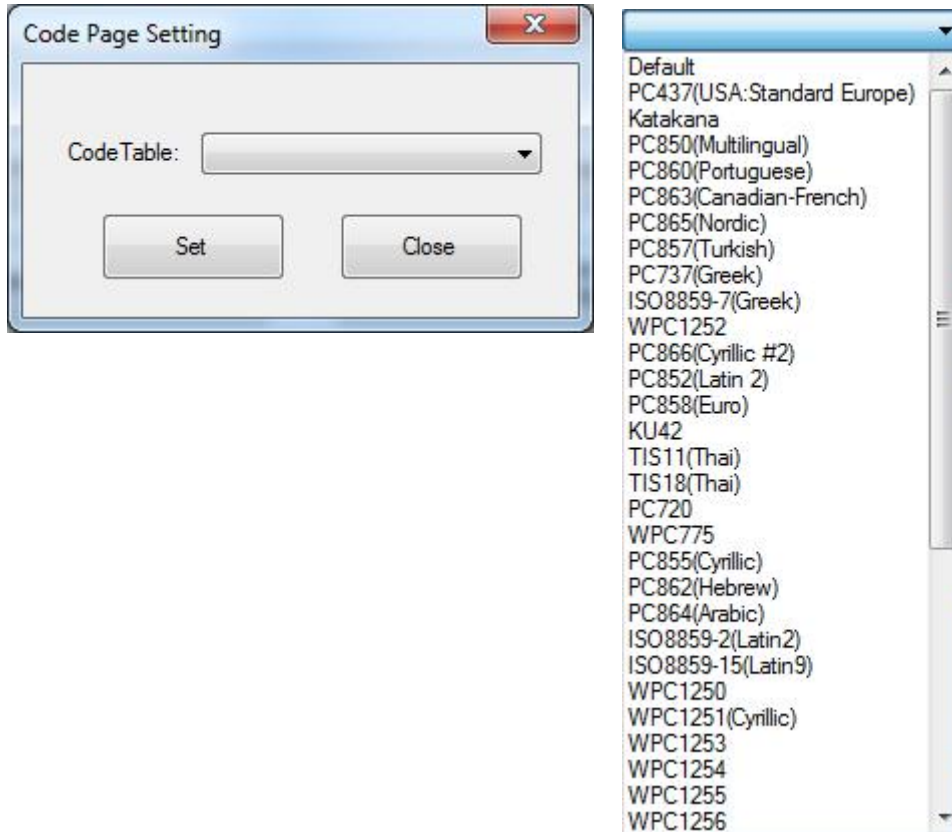 Code Page Setting
CodeTable:
Set
Close
Default
PC437(USA:Standard Europe)
Katakana
PC850(Multilingual)
PC860(Portuguese)
PC863(Canadian-French)
PC865(Nordic)
PC857(Turkish)
PC737(Greek)
ISO8859-7(Greek)
WPC1252
PC866(Cyrillic #2)
PC852(Latin 2)
PC858(Euro)
KU42
TIS11(Thai)
TIS18(Thai)
PC720
WPC775
PC855(Cyrillic)
PC862(Hebrew)
PC864(Arabic)
ISO8859-2(Latin2)
ISO8859-15(Latin9)
WPC1250
WPC1251(Cyrillic)
WPC1253
WPC1254
WPC1255
WPC1256